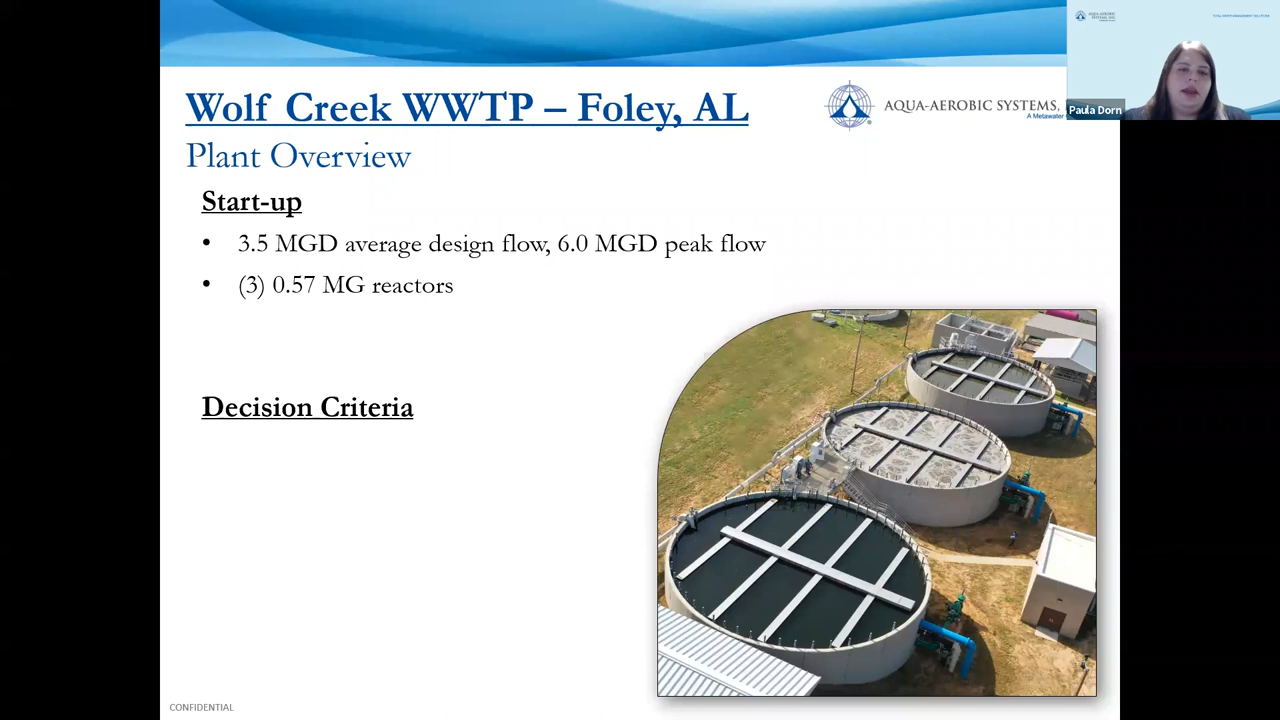 Wolf Creek WWTP – Foley, AL
Plant Overview
AQUA-AEROBIC SYSTEMS,
A Metawater
Paula Dorn
Start-up
• 3.5 MGD average design flow, 6.0 MGD peak flow
• (3) 0.57 MG reactors
Decision Criteria
CONFIDENTIAL